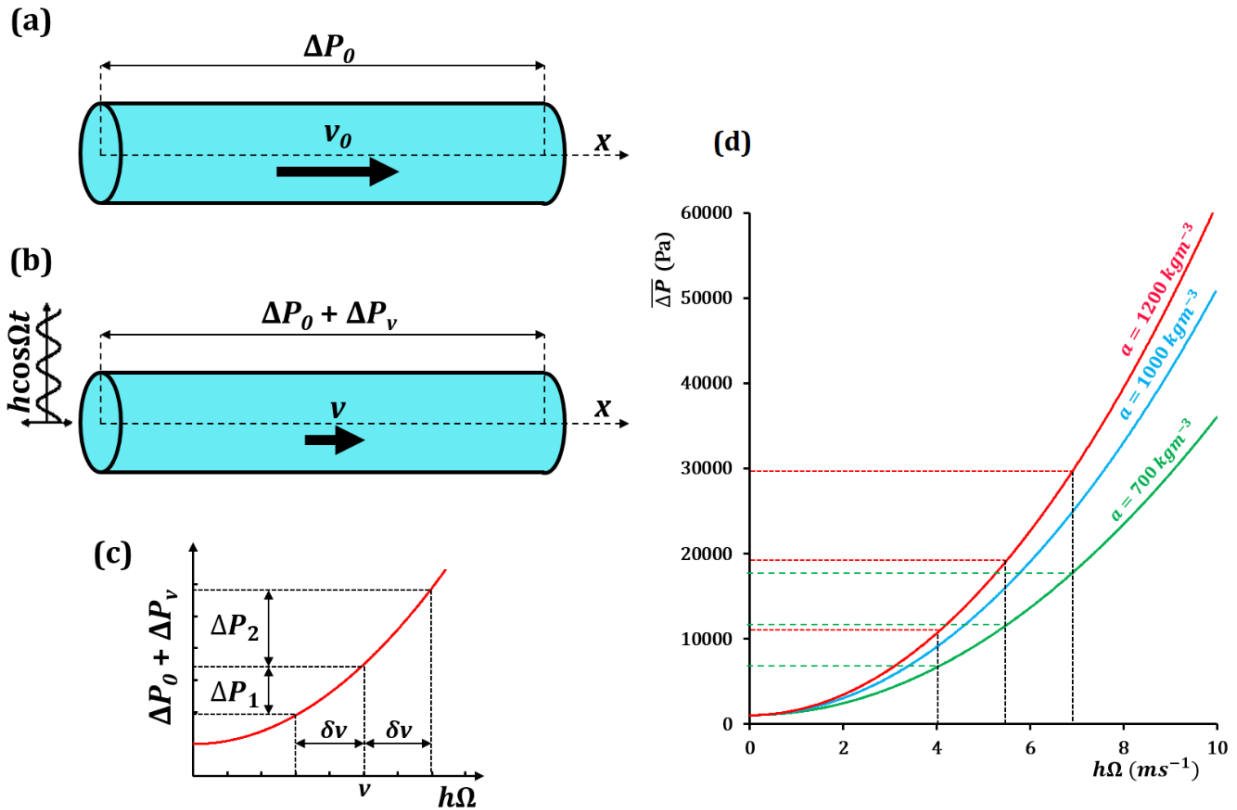 (a)
ΔP₀
v₀
x
(b)
hcosΩt
ΔP₀ + ΔPᵥ
v
x
(c)
ΔP₀ + ΔPᵥ
ΔP₂
ΔP₁
δv
δv
v
hΩ
(d)
60000
50000
40000
30000
20000
10000
0
\overline{ΔP} (Pa)
a = 1200 kgm⁻³
a = 1000 kgm⁻³
a = 700 kgm⁻³
0 2 4 6 8 10
hΩ (ms⁻¹)